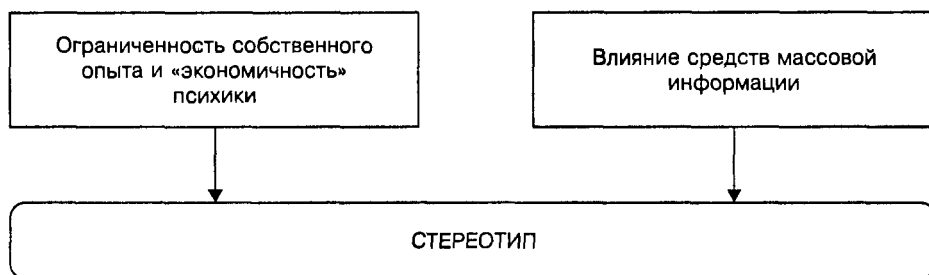 Ограниченность собственного
опыта и «экономичность»
психики
Влияние средств массовой
информации
СТЕРЕОТИП